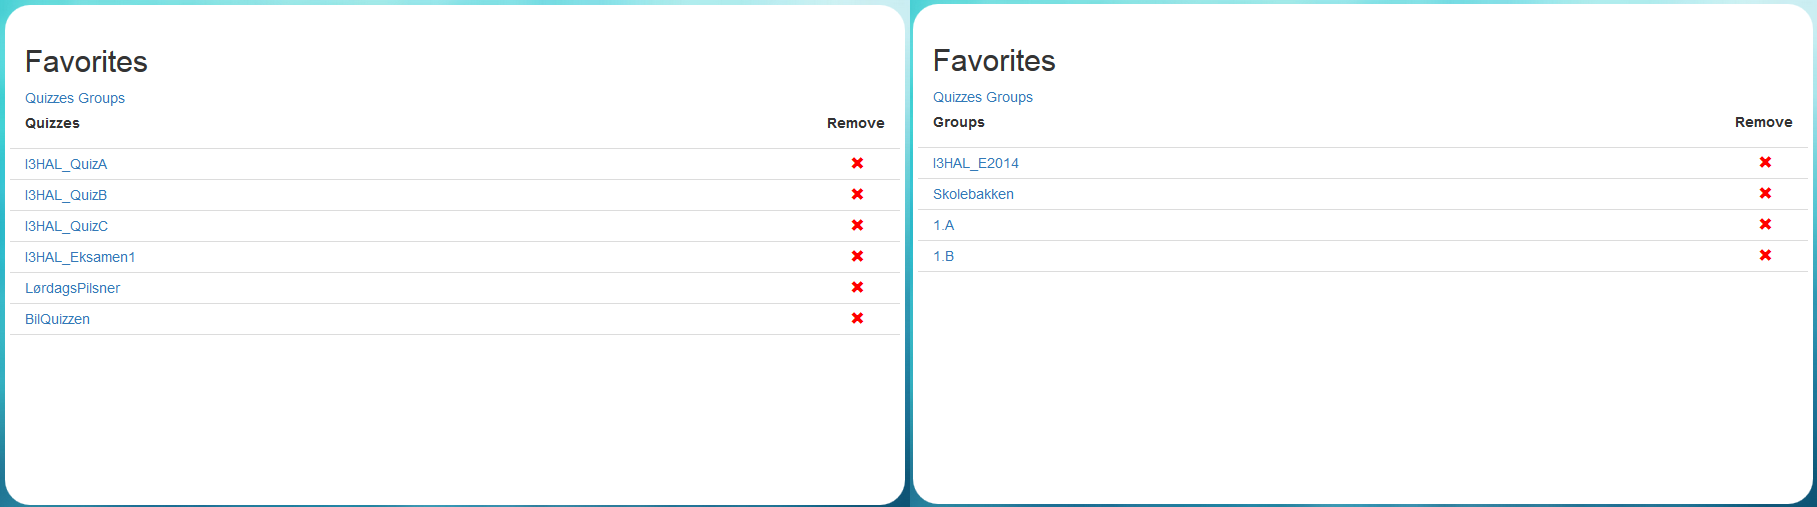 Favorites
Quizzes Groups
Quizzes Remove
I3HAL_QuizA
I3HAL_QuizB
I3HAL_QuizC
I3HAL_Eksamen1
LørdagsPilsner
BilQuizzen
Favorites
Quizzes Groups
Groups Remove
I3HAL_E2014
Skolebakken
1.A
1.B